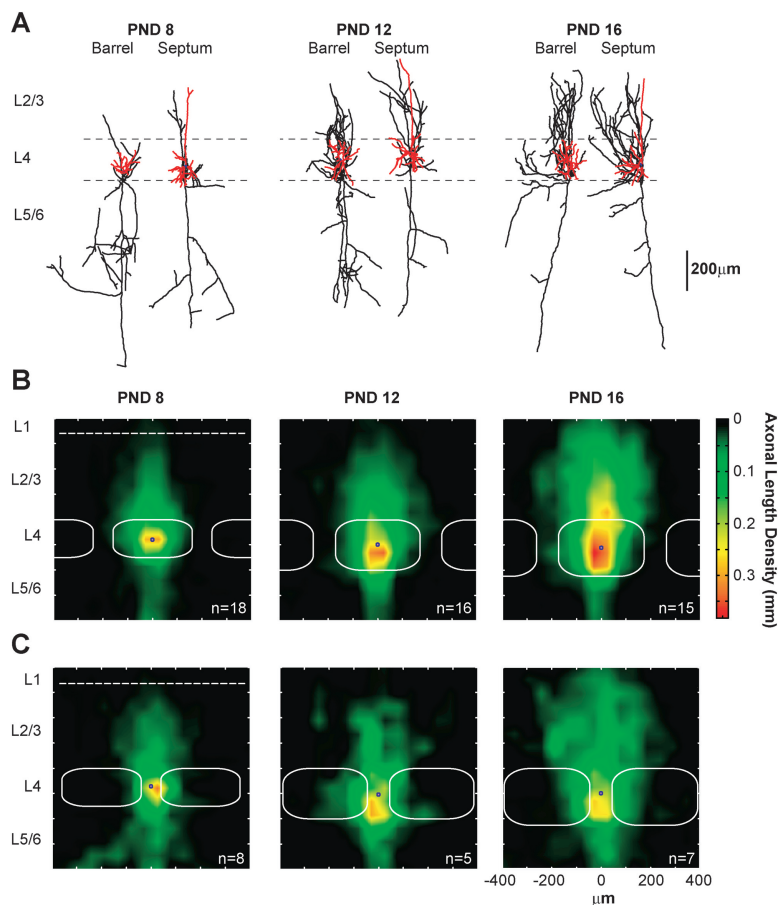 A
PND 8
PND 12
PND 16
Barrel Septum
Barrel Septum
Barrel Septum
L2/3
L4
L5/6
200μm
B
PND 8
PND 12
PND 16
L1
L2/3
L4
L5/6
n=18
n=16
n=15
0
0.1
0.2
0.3
Axonal Length Density (mm)
C
L1
L2/3
L4
L5/6
n=8
n=5
n=7
-400 -200 0 200 400
μm